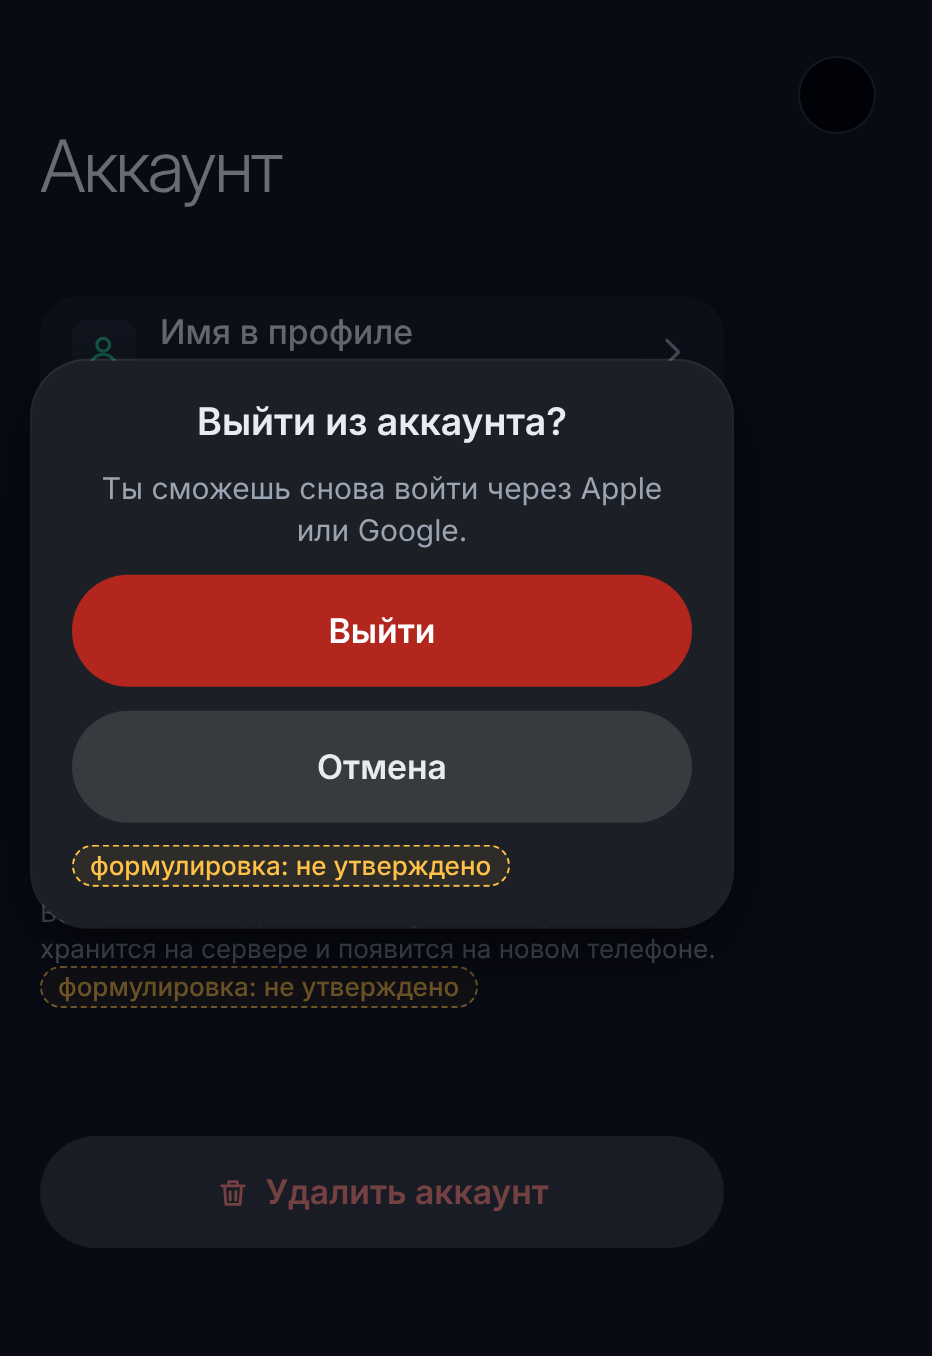 Аккаунт
Имя в профиле
Выйти из аккаунта?
Ты сможешь снова войти через Apple
или Google.
Выйти
Отмена
формулировка: не утверждено
хранится на сервере и появится на новом телефоне.
формулировка: не утверждено
Удалить аккаунт